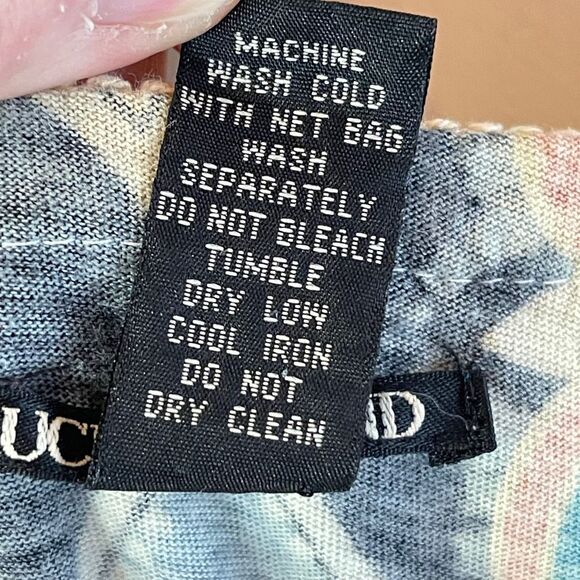 MACHINE
WASH COLD
WITH NET BAG
WASH
SEPARATELY
DO NOT BLEACH
TUMBLE
DRY LOW
COOL IRON
DO NOT
DRY CLEAN